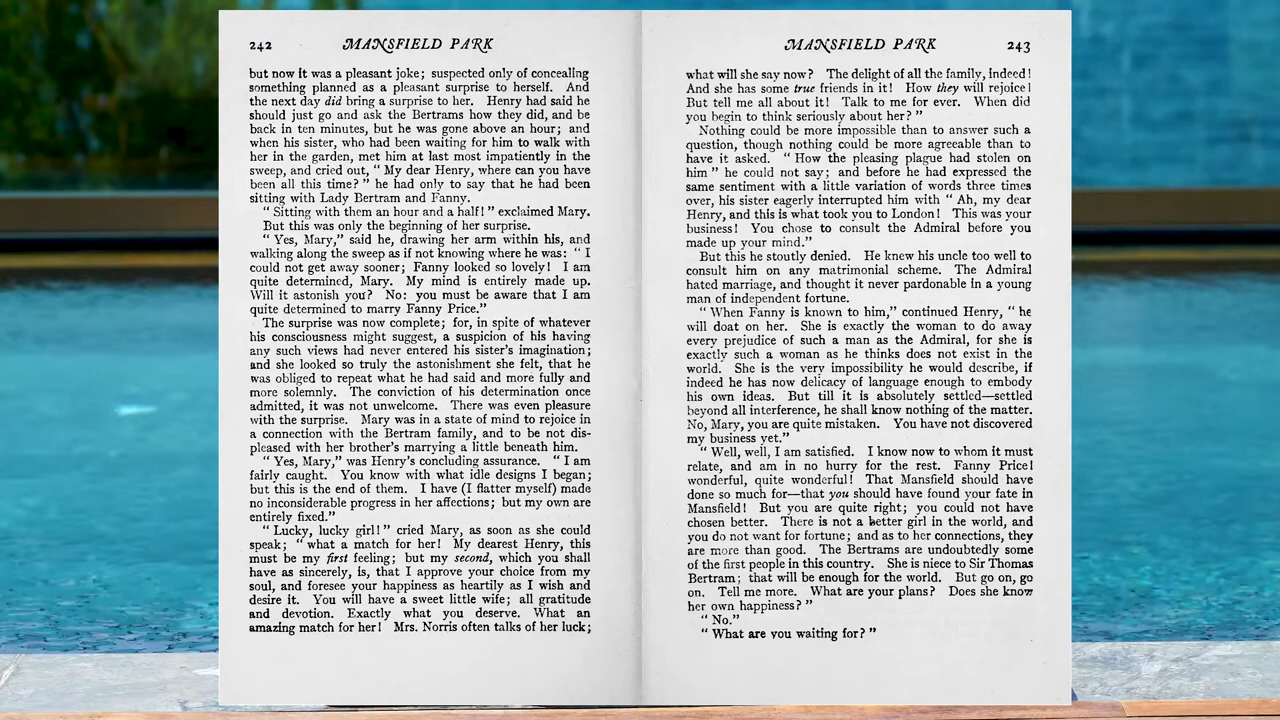 242 MANSFIELD PARK
but now it was a pleasant joke; suspected only of concealing
something planned as a pleasant surprise to herself. And
the next day did bring a surprise to her. Henry had said he
should just go and ask the Bertrams how they did, and be
back in ten minutes, but he was gone above an hour; and
when his sister, who had been waiting for him to walk with
her in the garden, met him at last most impatiently in the
sweep, and cried out, “ My dear Henry, where can you have
been all this time? ” he had only to say that he had been
sitting with Lady Bertram and Fanny.
“ Sitting with them an hour and a half! ” exclaimed Mary.
But this was only the beginning of her surprise.
“ Yes, Mary,” said he, drawing her arm within his, and
walking along the sweep as if not knowing where he was: “ I
could not get away sooner; Fanny looked so lovely! I am
quite determined, Mary. My mind is entirely made up.
Will it astonish you? No: you must be aware that I am
quite determined to marry Fanny Price.”
The surprise was now complete; for, in spite of whatever
his consciousness might suggest, a suspicion of his having
any such views had never entered his sister’s imagination;
and she looked so truly the astonishment she felt, that he
was obliged to repeat what he had said and more fully and
more solemnly. The conviction of his determination once
admitted, it was not unwelcome. There was even pleasure
with the surprise. Mary was in a state of mind to rejoice in
a connection with the Bertram family, and to be not dis-
pleased with her brother’s marrying a little beneath him.
“ Yes, Mary,” was Henry’s concluding assurance. “ I am
fairly caught. You know with what idle designs I began;
but this is the end of them. I have (I flatter myself) made
no inconsiderable progress in her affections; but my own are
entirely fixed.”
“ Lucky, lucky girl! ” cried Mary, as soon as she could
speak; “ what a match for her! My dearest Henry, this
must be my first feeling; but my second, which you shall
have as sincerely, is, that I approve your choice from my
soul, and foresee your happiness as heartily as I wish and
desire it. You will have a sweet little wife; all gratitude
and devotion. Exactly what you deserve. What an
amazing match for her! Mrs. Norris often talks of her luck;
MANSFIELD PARK 243
what will she say now? The delight of all the family, indeed!
And she has some true friends in it! How they will rejoice!
But tell me all about it! Talk to me for ever. When did
you begin to think seriously about her? ”
Nothing could be more impossible than to answer such a
question, though nothing could be more agreeable than to
have it asked. “ How the pleasing plague had stolen on
him ” he could not say; and before he had expressed the
same sentiment with a little variation of words three times
over, his sister eagerly interrupted him with “ Ah, my dear
Henry, and this is what took you to London! This was your
business! You chose to consult the Admiral before you
made up your mind.”
But this he stoutly denied. He knew his uncle too well to
consult him on any matrimonial scheme. The Admiral
hated marriage, and thought it never pardonable in a young
man of independent fortune.
“ When Fanny is known to him,” continued Henry, “ he
will doat on her. She is exactly the woman to do away
every prejudice of such a man as the Admiral, for she is
exactly such a woman as he thinks does not exist in the
world. She is the very impossibility he would describe, if
indeed he has now delicacy of language enough to embody
his own ideas. But till it is absolutely settled—settled
beyond all interference, he shall know nothing of the matter.
No, Mary, you are quite mistaken. You have not discovered
my business yet.”
“ Well, well, I am satisfied. I know now to whom it must
relate, and am in no hurry for the rest. Fanny Price!
wonderful, quite wonderful! That Mansfield should have
done so much for—that you should have found your fate in
Mansfield! But you are quite right; you could not have
chosen better. There is not a better girl in the world, and
you do not want for fortune; and as to her connections, they
are more than good. The Bertrams are undoubtedly some
of the first people in this country. She is niece to Sir Thomas
Bertram; that will be enough for the world. But go on, go
on. Tell me more. What are your plans? Does she know
her own happiness? ”
“ No.”
“ What are you waiting for? ”